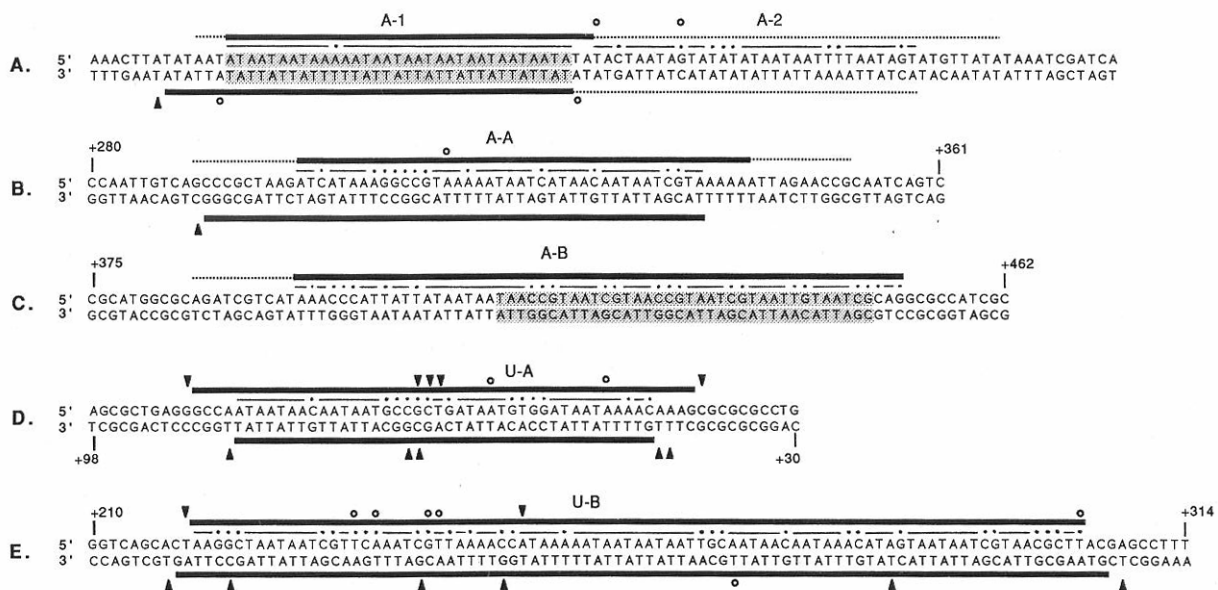 A-1 A-2
5' AAACTTATATAATATAATAATAAAAATAATAATAATAATAATAATATATACTAATAGTATATATAATAATTTTAATAGTATGTTATATAAATCGATCA
A.
3' TTTGAATATATTATATTATTATTTTTATTATTATTATTATTATTATATATGATTATCATATATATTATTAAAATTATCATACAATATATTTAGCTAGT
+280 A-A +361
5' CCAATTGTCAGCCCGCTAAGATCATAAAGGCCGTAAAAATAATCATAACAATAATCGTAAAAAATTAGAACCGCAATCAGTC
B.
3' GGTTAACAGTCGGGCGATTCTAGTATTTCCGGCATTTTTATTAGTATTGTTATTAGCATTTTTTAATCTTGGCGTTAGTCAG
+375 A-B +462
5' CGCATGGCGCAGATCGTCATAAACCCATTATTATAATAATAACCGTAATCGTAACCGTAATCGTAATTGTAATCGCAGGCGCCATCGC
C.
3' GCGTACCGCGTCTAGCAGTATTTGGGTAATAATATTATTATTGGCATTAGCATTGGCATTAGCATTAACATTAGCGTCCGCGGTAGCG
U-A
5' AGCGCTGAGGGCCAATAATAACAATAATGCCGCTGATAATGTGGATAATAAAACAAAGCGCGCGCCTG
D.
3' TCGCGACTCCCGGTTATTATTGTTATTACGGCGACTATTACACCTATTATTTTGTTTCGCGCGCGGAC
+98 +30
+210 U-B +314
5' GGTCAGCACTAAGGCTAATAATCGTTCAAATCGTTAAAACCATAAAAATAATAATAATTGCAATAACAATAAACATAGTAATAATCGTAACGCTTACGAGCCTTT
E.
3' CCAGTCGTGATTCCGATTATTAGCAAGTTTAGCAATTTTGGTATTTTTATTATTATTAACGTTATTGTTATTTGTATCATTATTAGCATTGCGAATGCTCGGAAA